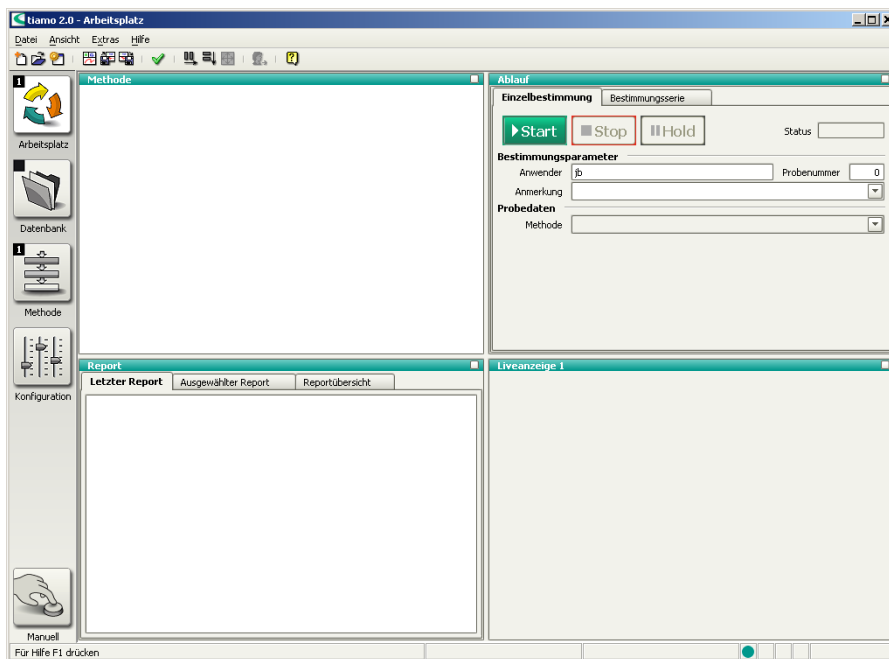 tiamo 2.0 - Arbeitsplatz
Datei Ansicht Extras Hilfe
1
Arbeitsplatz
Datenbank
1
Methode
Konfiguration
Manuell
Methode
Ablauf
Einzelbestimmung Bestimmungsserie
Start Stop Hold Status
Bestimmungsparameter
Anwender jb Probenummer 0
Anmerkung
Probedaten
Methode
Report
Letzter Report Ausgewählter Report Reportübersicht
Liveanzeige 1
Für Hilfe F1 drücken